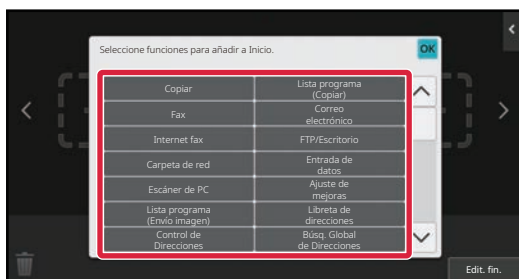 Seleccione funciones para añadir a Inicio.
OK
Copiar
Lista programa
(Copiar)
Fax
Correo
electrónico
Internet fax
FTP/Escritorio
Carpeta de red
Entrada de
datos
Escáner de PC
Ajuste de
mejoras
Lista programa
(Envío imagen)
Libreta de
direcciones
Control de
Direcciones
Búsq. Global
de Direcciones
Edit. fin.